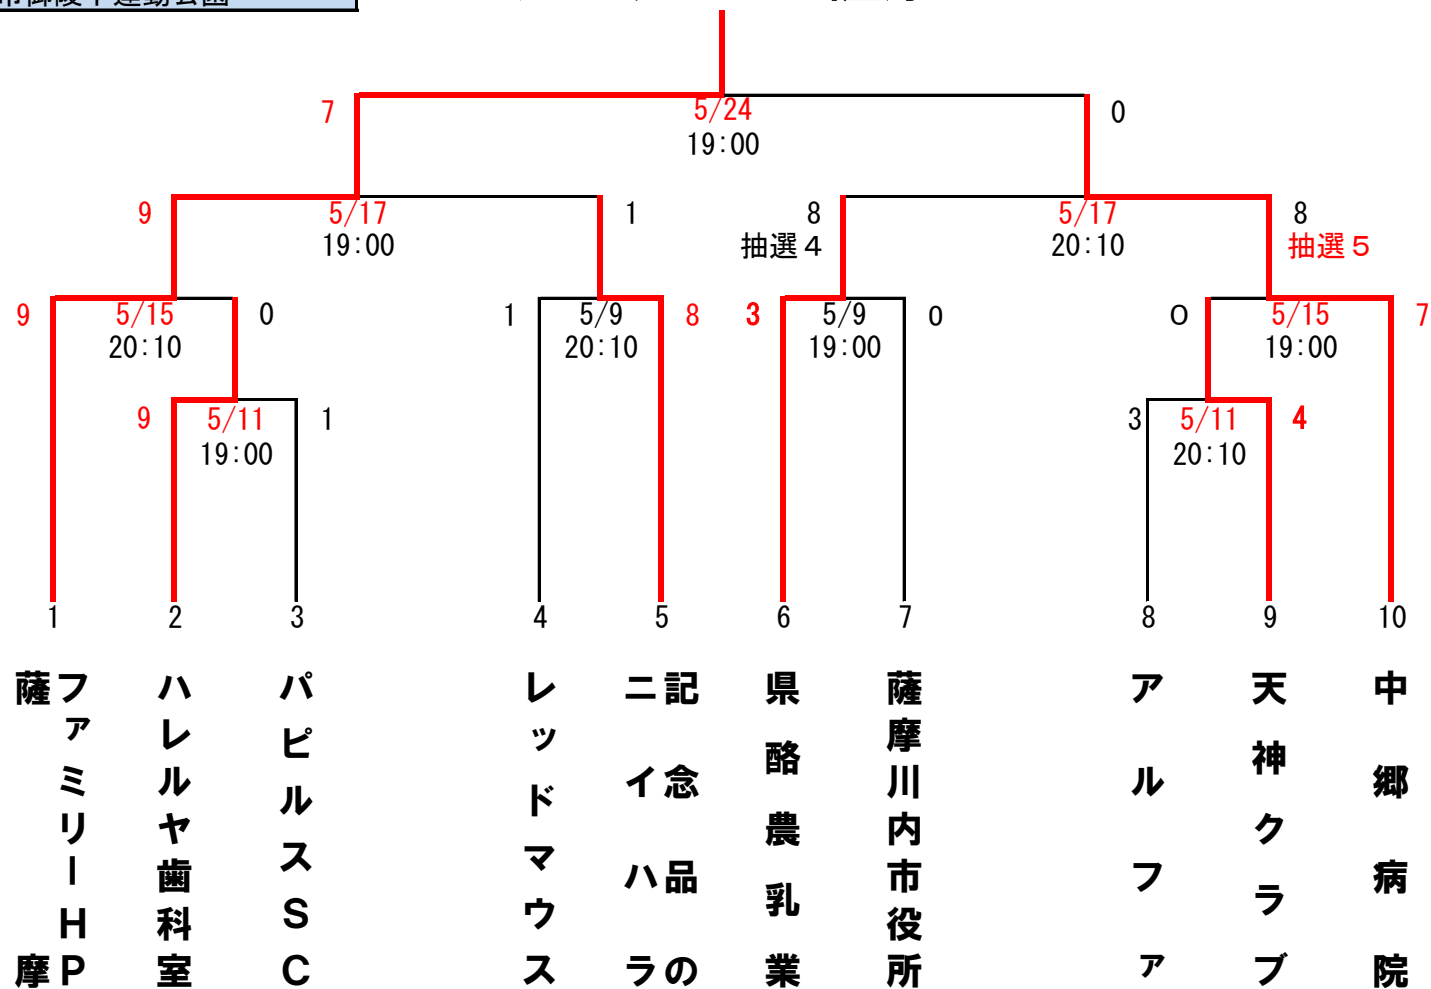 7 5/24 0
19:00
9 5/17 1 8 5/17 8
19:00 抽選４ 20:10 抽選５
9 5/15 0 1 5/9 8 3 5/9 0 0 5/15 7
20:10 20:10 19:00 19:00
9 5/11 1 3 5/11 4
19:00 20:10
1 2 3 4 5 6 7 8 9 10
ファミリーHP薩摩
ハレルヤ歯科室
パピルスSC
レッドマウス
記念品のニイハラ
県酪農乳業
薩摩川内市役所
アルファ
天神クラブ
中郷病院